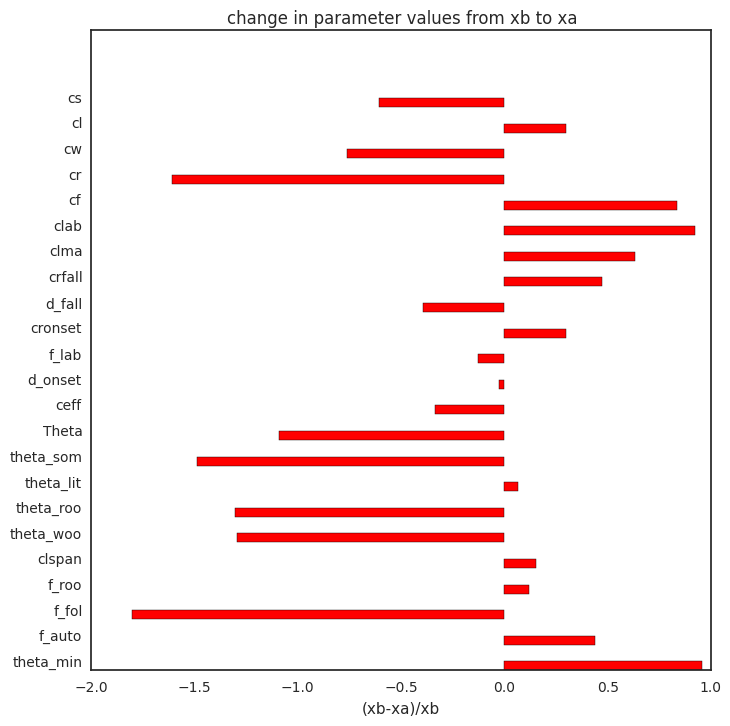 change in parameter values from xb to xa
cs
cl
cw
cr
cf
clab
clma
crfall
d_fall
cronset
f_lab
d_onset
ceff
Theta
theta_som
theta_lit
theta_roo
theta_woo
clspan
f_roo
f_fol
f_auto
theta_min
−2.0 −1.5 −1.0 −0.5 0.0 0.5 1.0
(xb-xa)/xb